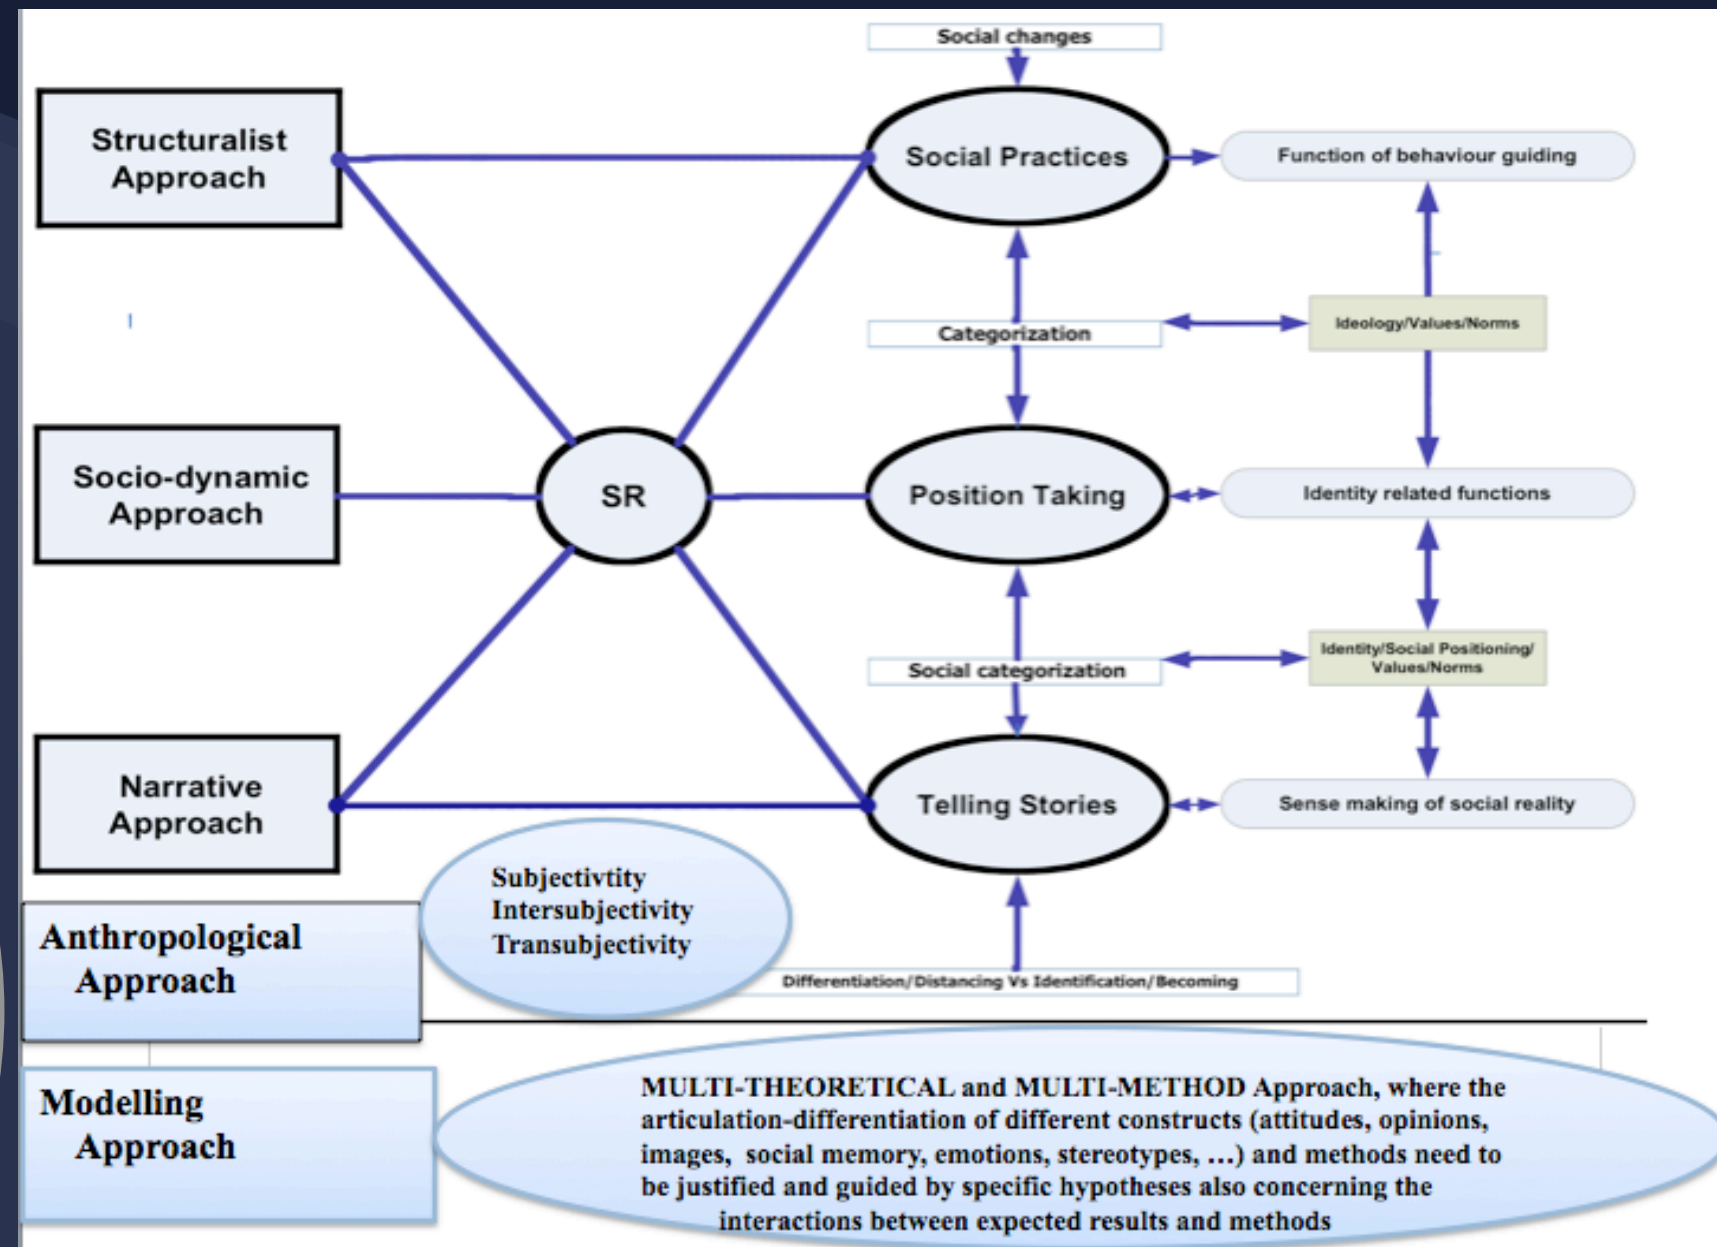 Social changes
Structuralist
Approach
Social Practices
Function of behaviour guiding
Categorization
Ideology/Values/Norms
Socio-dynamic
Approach
SR
Position Taking
Identity related functions
Social categorization
Identity/Social Positioning/
Values/Norms
Narrative
Approach
Telling Stories
Sense making of social reality
Subjectivtity
Intersubjectivity
Transubjectivity
Anthropological
Approach
Differentiation/Distancing Vs Identification/Becoming
Modelling
Approach
MULTI-THEORETICAL and MULTI-METHOD Approach, where the
articulation-differentiation of different constructs (attitudes, opinions,
images, social memory, emotions, stereotypes, ...) and methods need to
be justified and guided by specific hypotheses also concerning the
interactions between expected results and methods